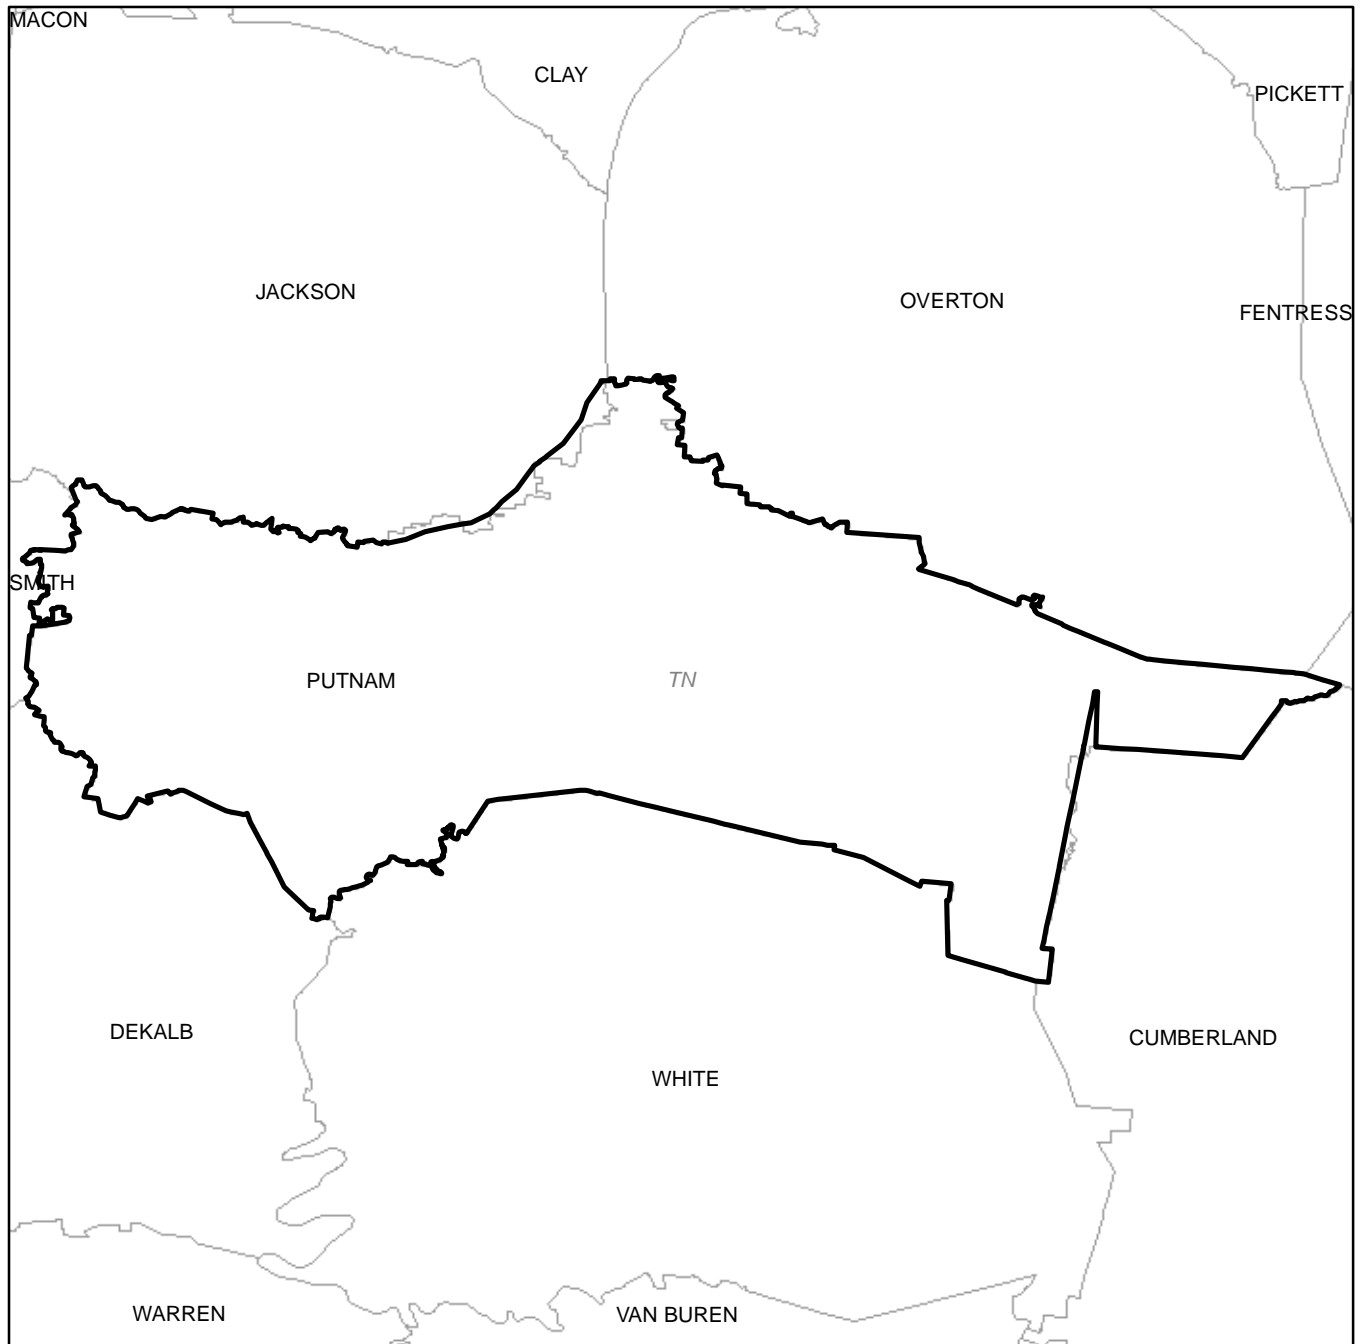 MACON
CLAY
PICKETT
JACKSON
OVERTON
FENTRESS
SMITH
PUTNAM
TN
DEKALB
CUMBERLAND
WHITE
WARREN
VAN BUREN